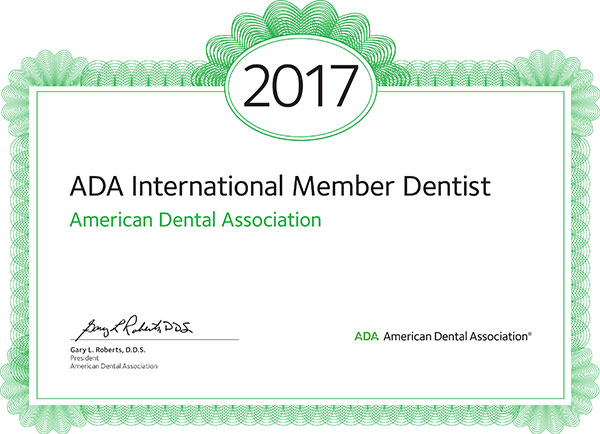 2017
ADA International Member Dentist
American Dental Association
Gary L Roberts, D.D.S.
Gary L. Roberts, D.D.S.
President
American Dental Association
ADA American Dental Association®